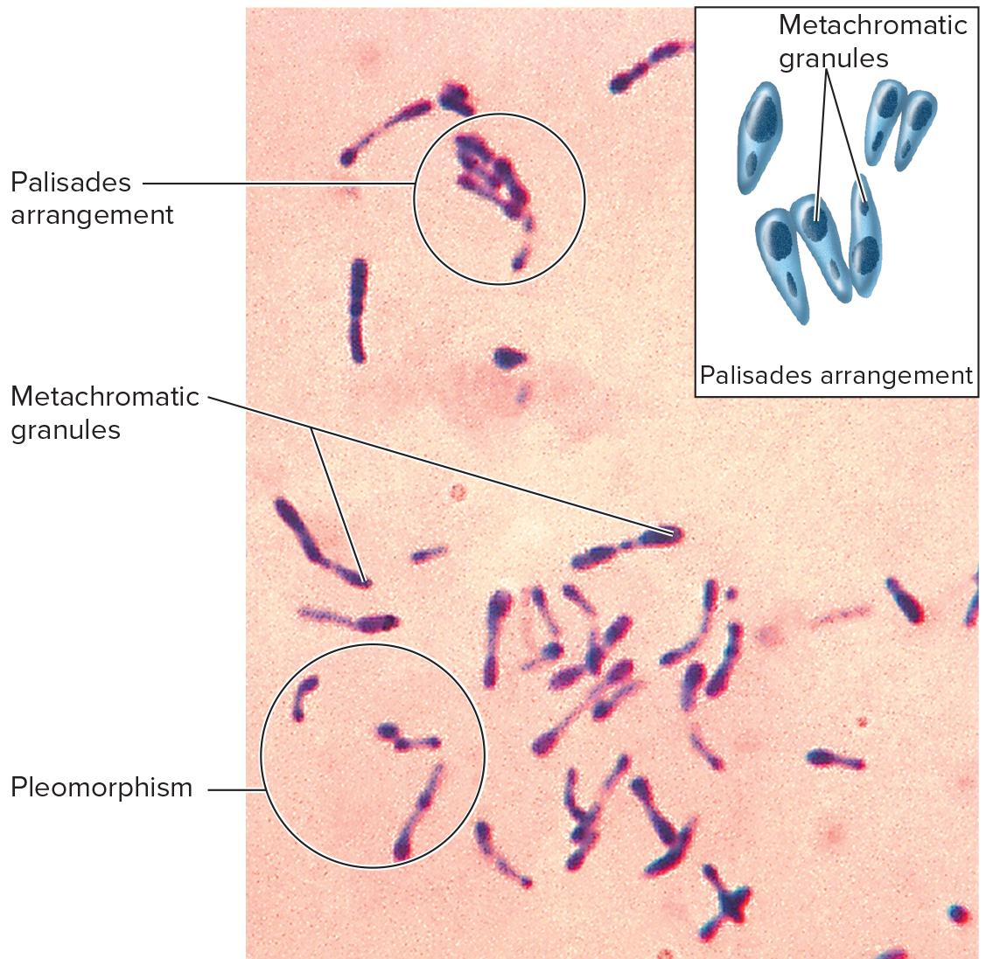 Metachromatic
granules
Palisades arrangement
Palisades
arrangement
Metachromatic
granules
Pleomorphism